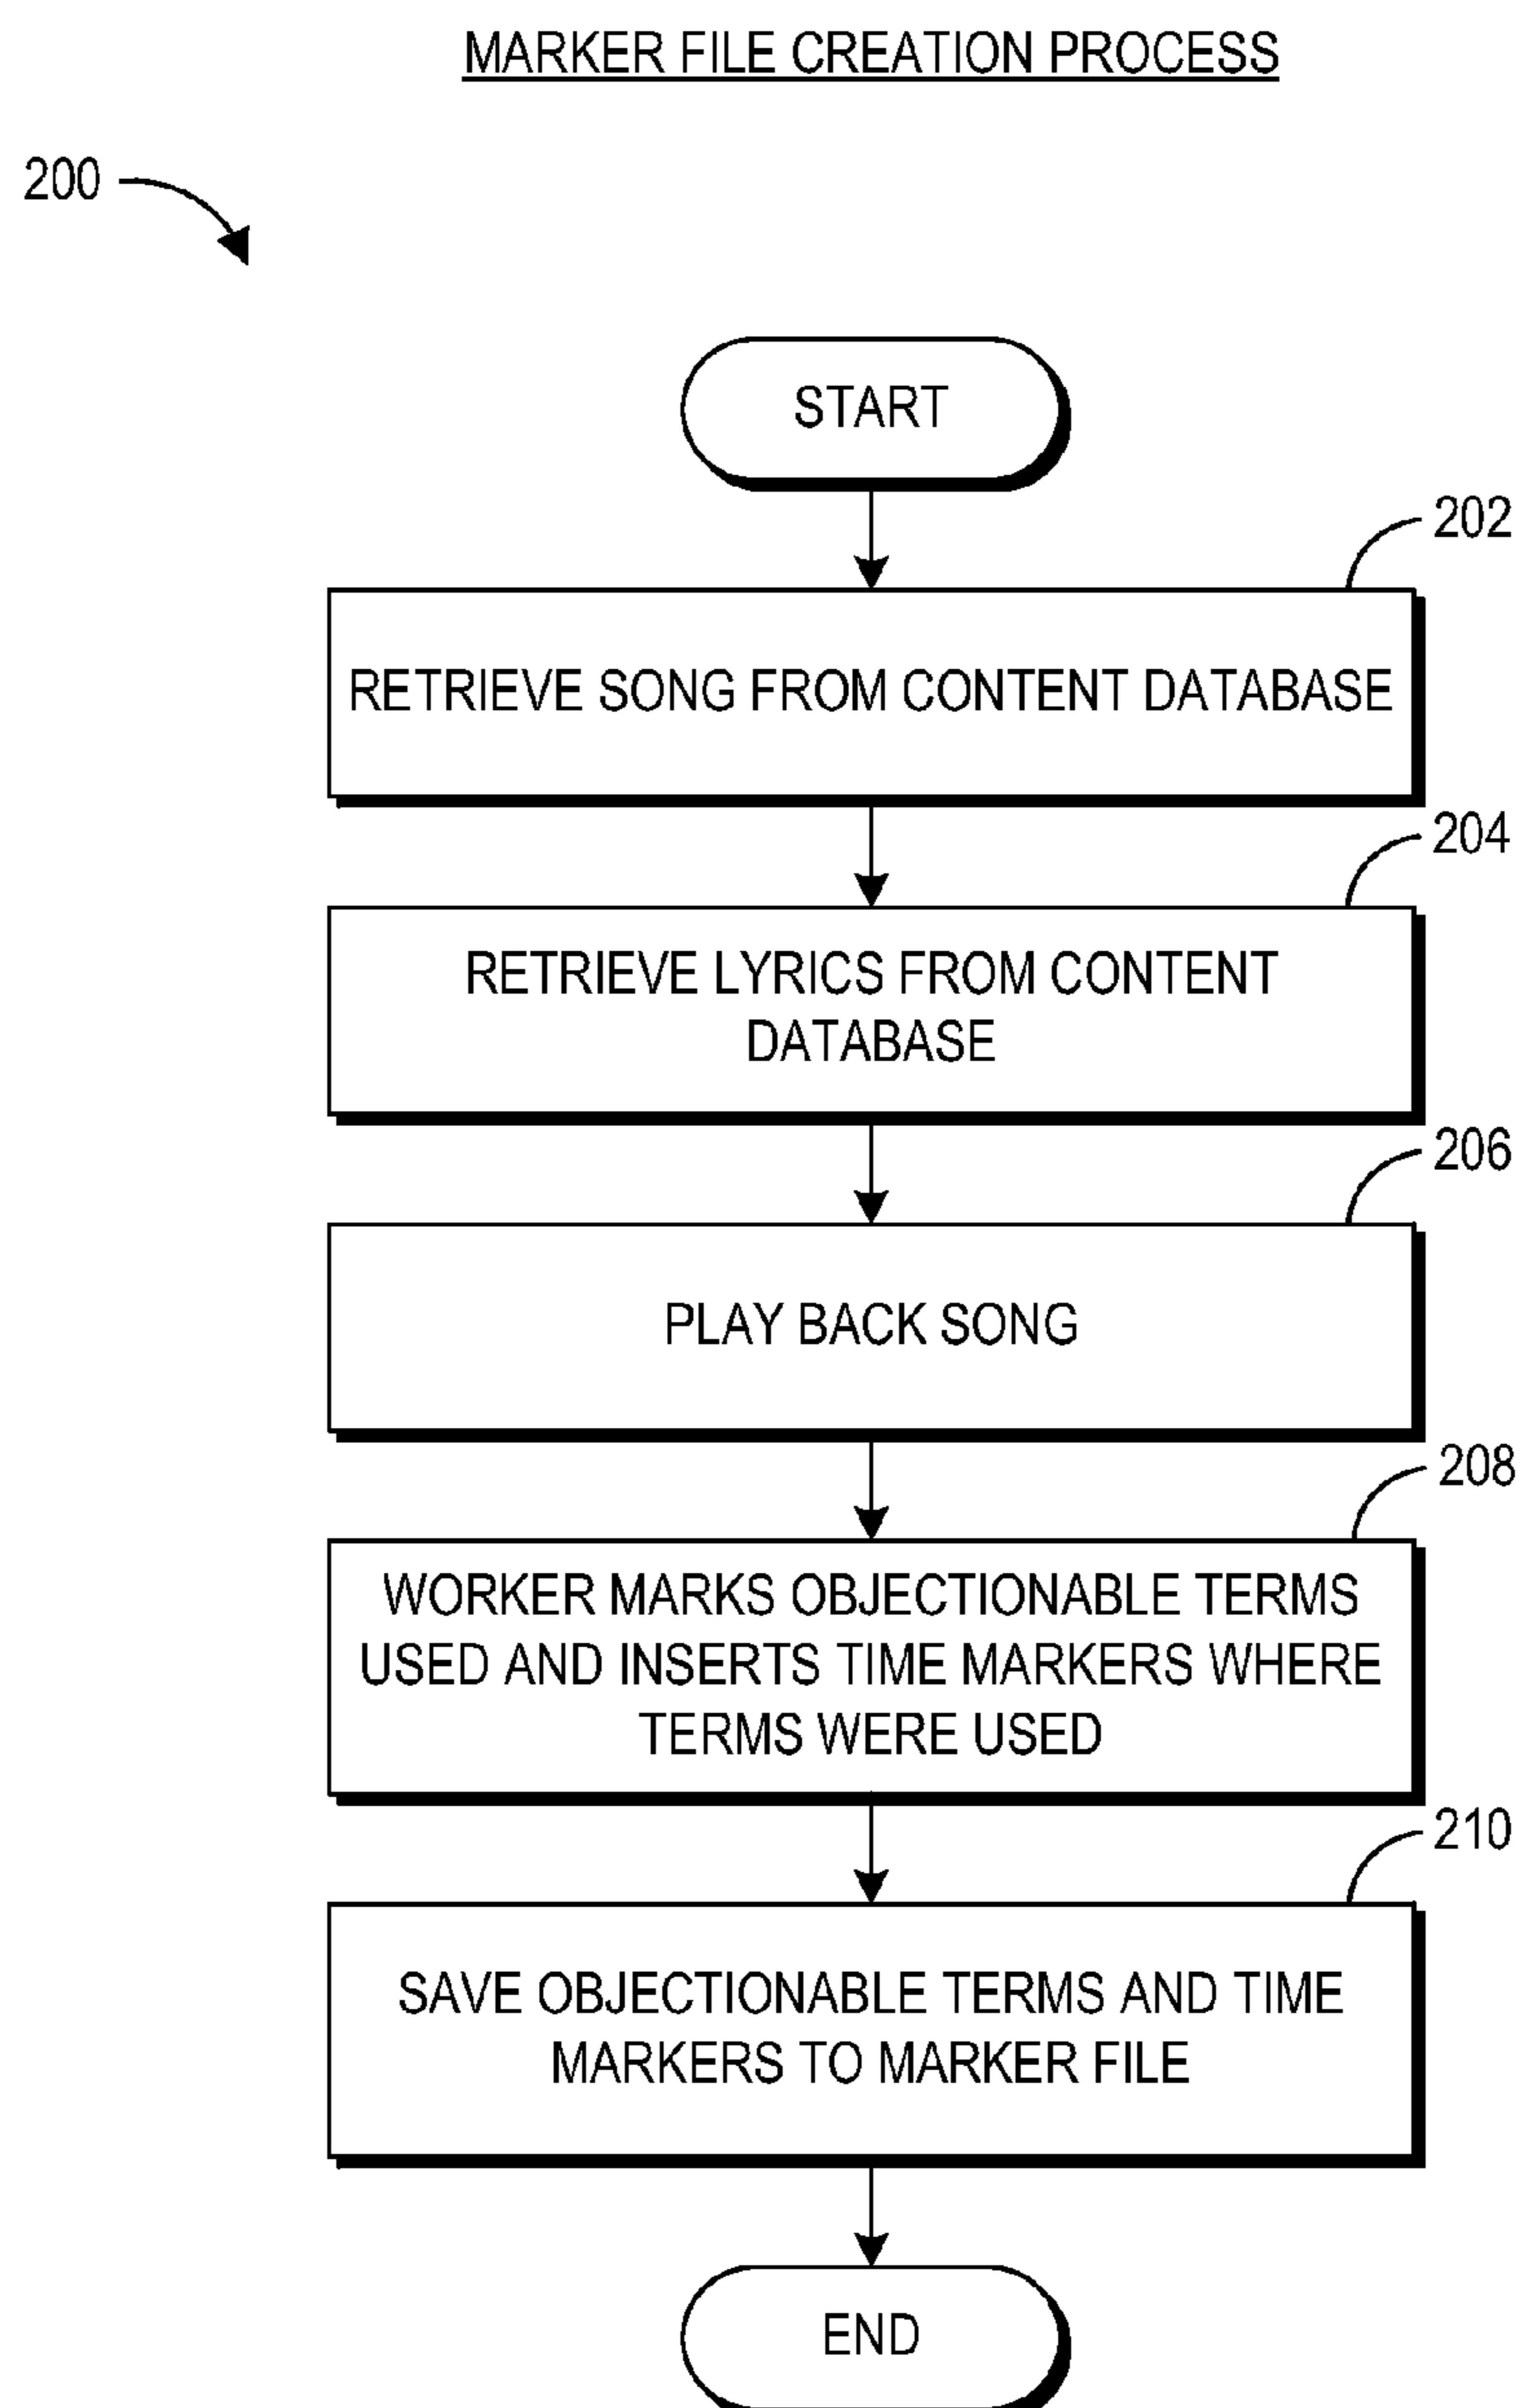 MARKER FILE CREATION PROCESS
200
START
202
RETRIEVE SONG FROM CONTENT DATABASE
204
RETRIEVE LYRICS FROM CONTENT
DATABASE
206
PLAY BACK SONG
208
WORKER MARKS OBJECTIONABLE TERMS
USED AND INSERTS TIME MARKERS WHERE
TERMS WERE USED
210
SAVE OBJECTIONABLE TERMS AND TIME
MARKERS TO MARKER FILE
END